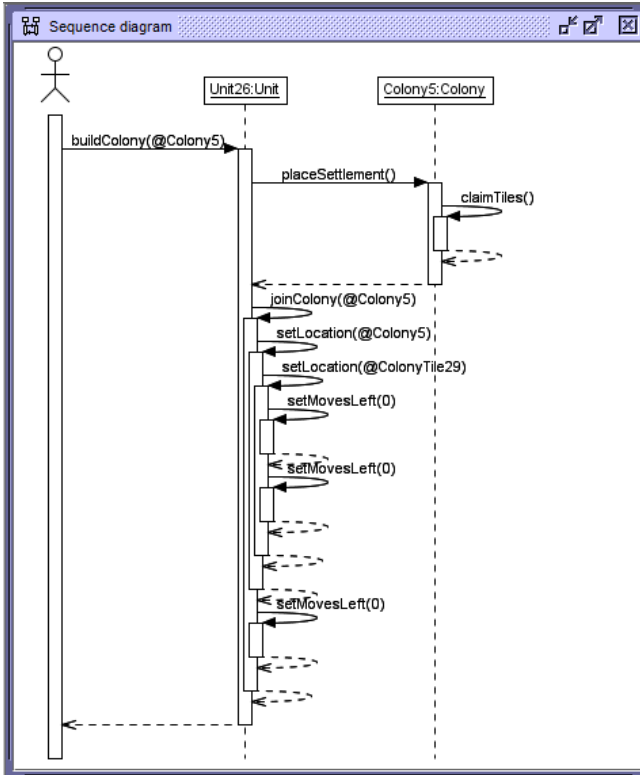 Sequence diagram
Unit26:Unit
Colony5:Colony
buildColony(@Colony5)
placeSettlement()
claimTiles()
joinColony(@Colony5)
setLocation(@Colony5)
setLocation(@ColonyTile29)
setMovesLeft(0)
setMovesLeft(0)
setMovesLeft(0)